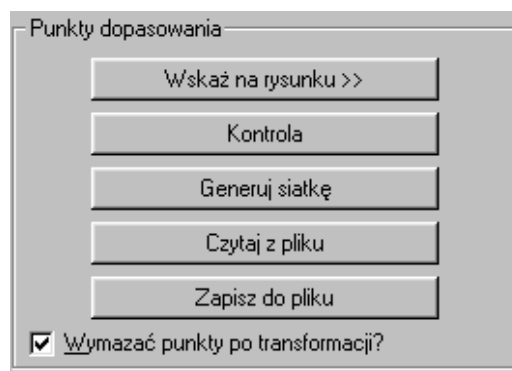 Punkty dopasowania
Wskaż na rysunku >>
Kontrola
Generuj siatkę
Czytaj z pliku
Zapisz do pliku
Wymazać punkty po transformacji?